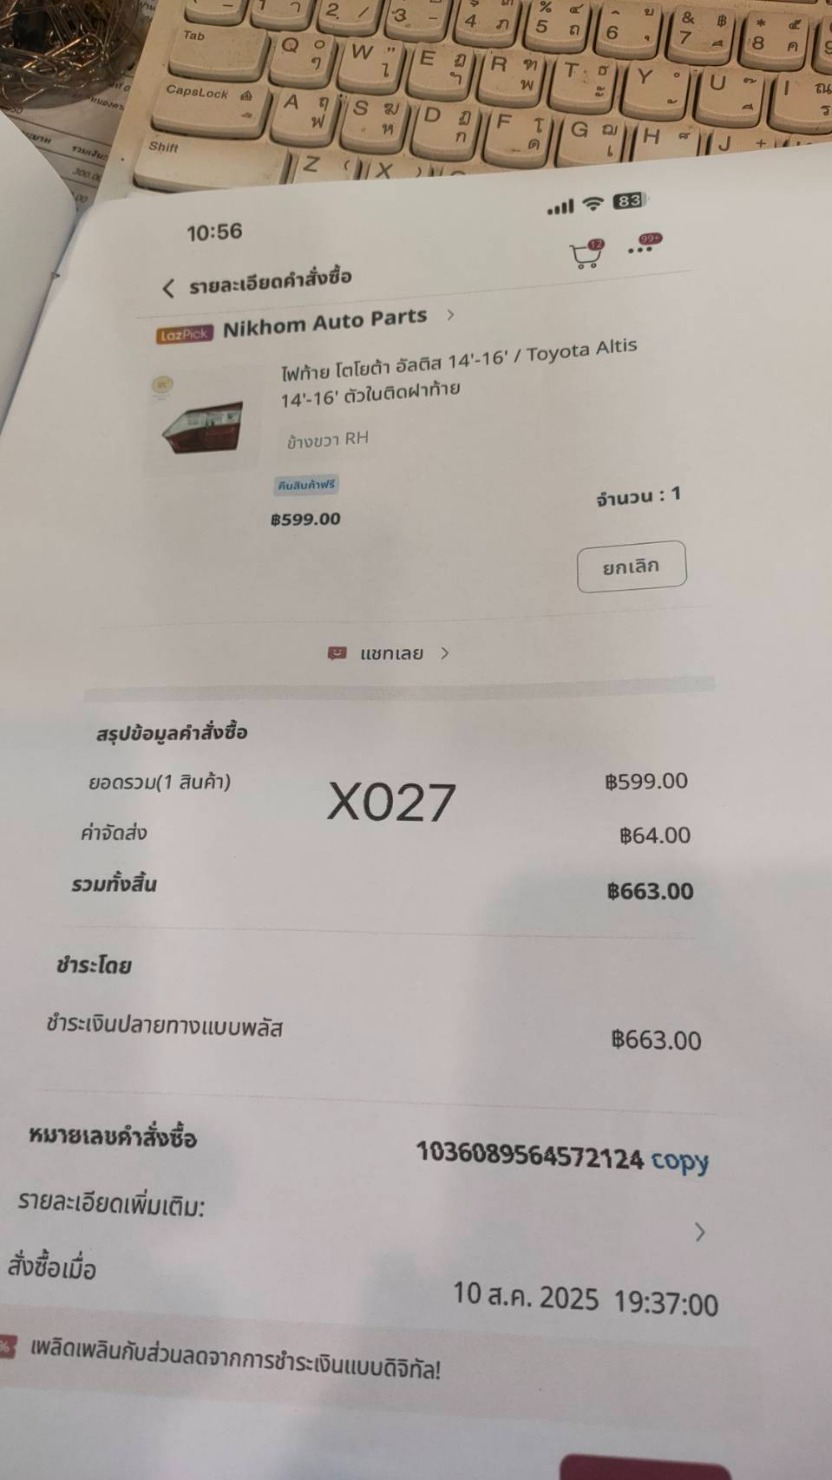 Tab
Q W E R T Y U I
CapsLock A S D F G H J
Shift Z X
10:56 83
รายละเอียดคำสั่งซื้อ 12 99+
LazPick Nikhom Auto Parts
ไฟท้าย โตโยต้า อัลติส 14'-16' / Toyota Altis
14'-16' ตัวในติดฝาท้าย
ข้างขวา RH
คืนสินค้าฟรี
฿599.00 จำนวน : 1
ยกเลิก
แชทเลย
สรุปข้อมูลคำสั่งซื้อ
ยอดรวม(1 สินค้า) ฿599.00
X027
ค่าจัดส่ง ฿64.00
รวมทั้งสิ้น ฿663.00
ชำระโดย
ชำระเงินปลายทางแบบพลัส ฿663.00
หมายเลขคำสั่งซื้อ 1036089564572124 copy
รายละเอียดเพิ่มเติม:
สั่งซื้อเมื่อ 10 ส.ค. 2025 19:37:00
เพลิดเพลินกับส่วนลดจากการชำระเงินแบบดิจิทัล!